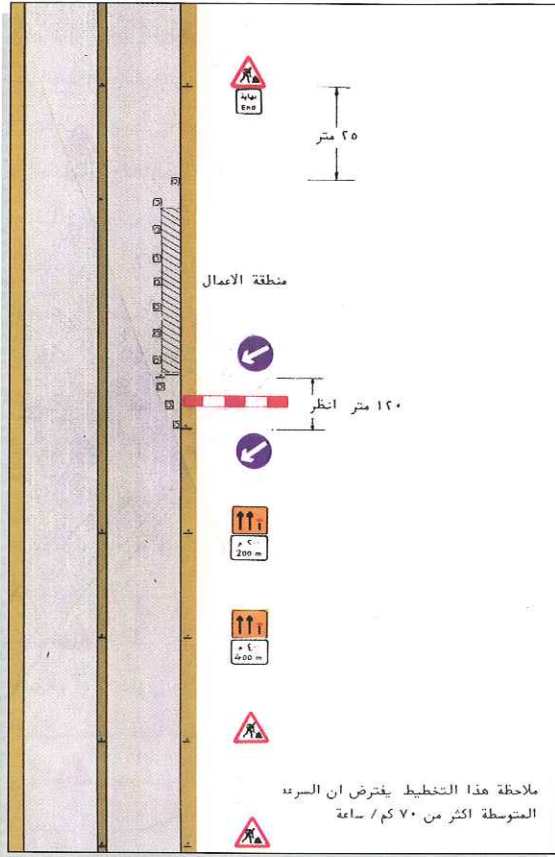 نهاية
END
٢٥ متر
منطقة الاعمال
١٢٠ متر انظر
٢٠٠ م
200 m
٤٠٠ م
400 m
ملاحظة هذا التخطيط يفترض ان السرعه
المتوسطة اكثر من ٧٠ كم / ساعة